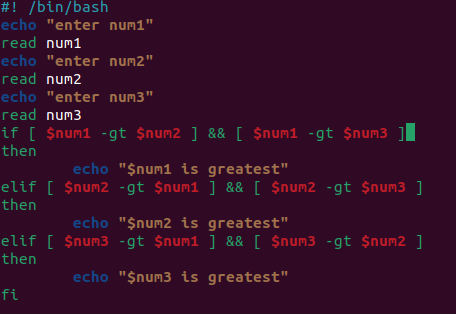 #! /bin/bash
echo "enter num1"
read num1
echo "enter num2"
read num2
echo "enter num3"
read num3
if [ $num1 -gt $num2 ] && [ $num1 -gt $num3 ]
then
        echo "$num1 is greatest"
elif [ $num2 -gt $num1 ] && [ $num2 -gt $num3 ]
then
        echo "$num2 is greatest"
elif [ $num3 -gt $num1 ] && [ $num3 -gt $num2 ]
then
        echo "$num3 is greatest"
fi